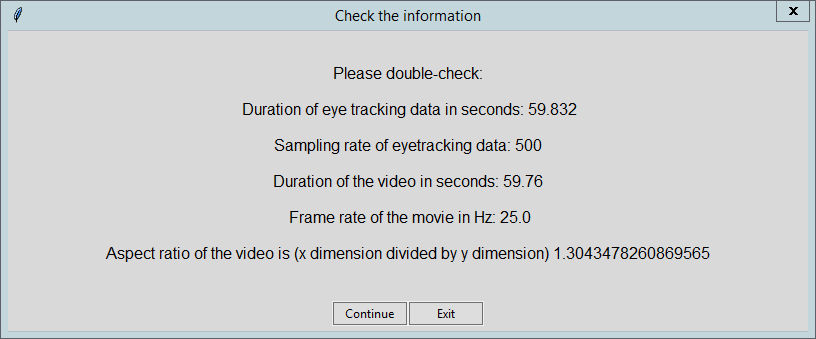 Check the information
x
Please double-check:
Duration of eye tracking data in seconds: 59.832
Sampling rate of eyetracking data: 500
Duration of the video in seconds: 59.76
Frame rate of the movie in Hz: 25.0
Aspect ratio of the video is (x dimension divided by y dimension) 1.3043478260869565
Continue Exit